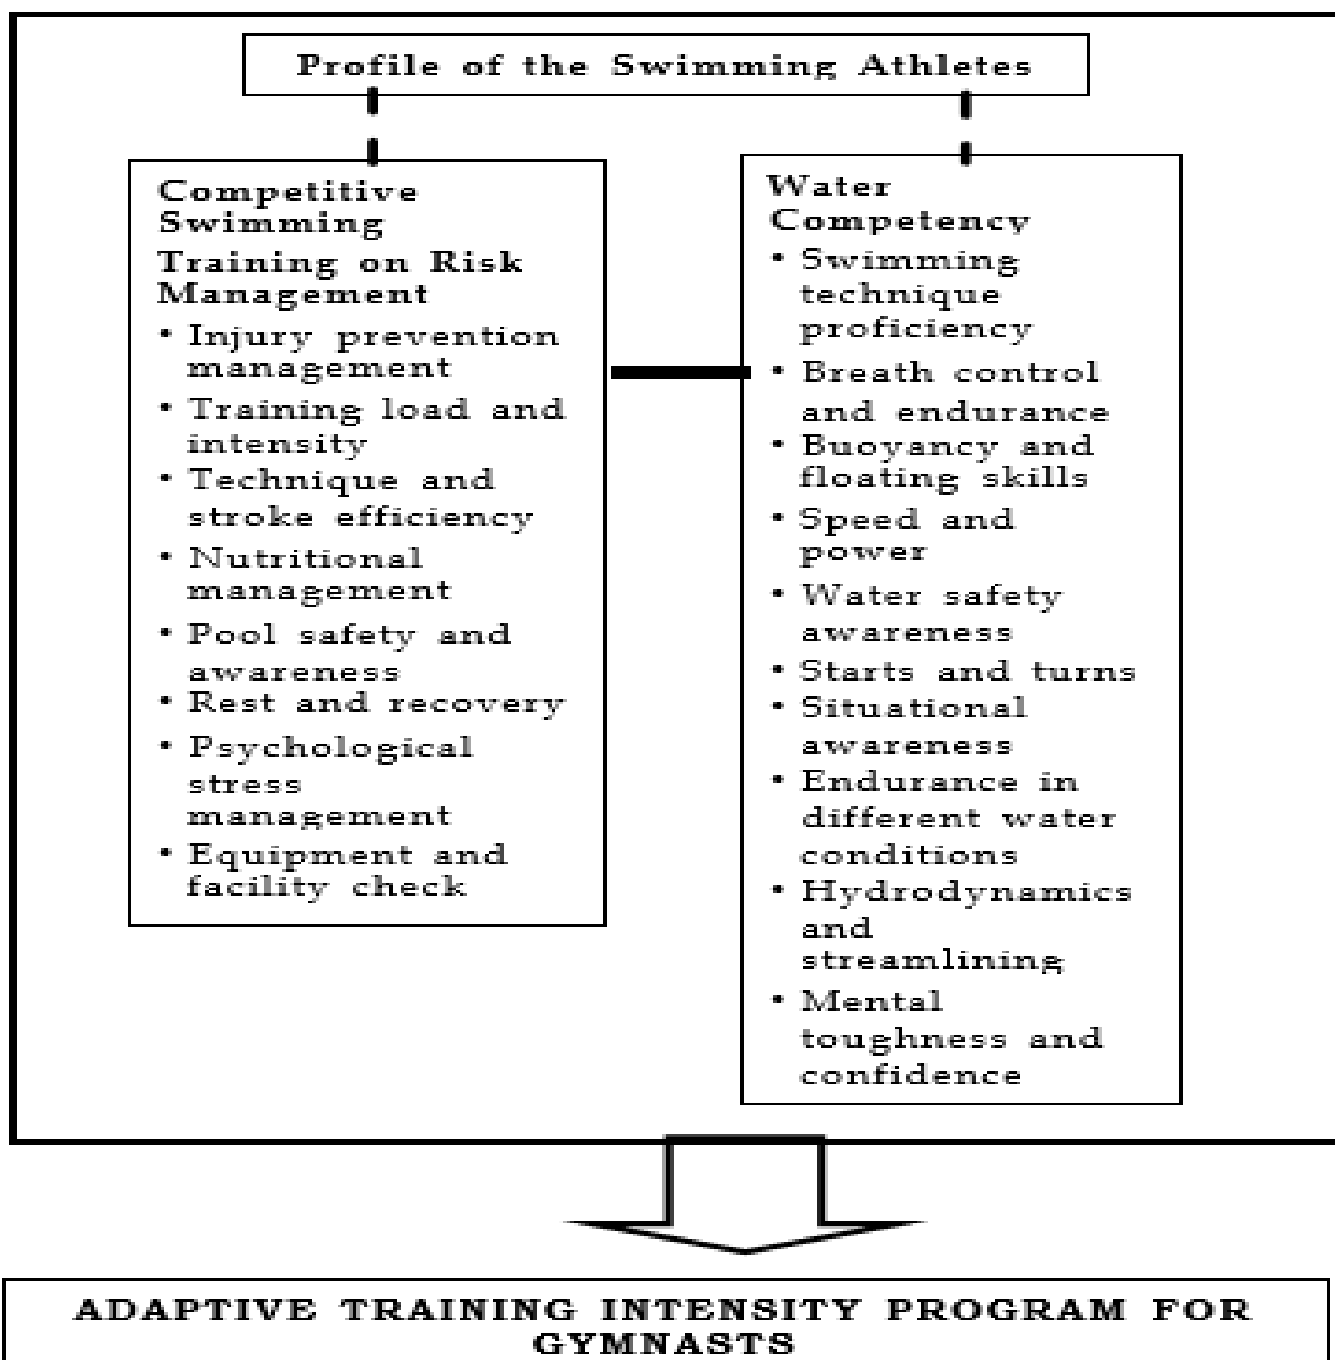 Profile of the Swimming Athletes
Competitive
Swimming
Training on Risk
Management
• Injury prevention
management
• Training load and
intensity
• Technique and
stroke efficiency
• Nutritional
management
• Pool safety and
awareness
• Rest and recovery
• Psychological
stress
management
• Equipment and
facility check
Water
Competency
• Swimming
technique
proficiency
• Breath control
and endurance
• Buoyancy and
floating skills
• Speed and
power
• Water safety
awareness
• Starts and turns
• Situational
awareness
• Endurance in
different water
conditions
• Hydrodynamics
and
streamlining
• Mental
toughness and
confidence
ADAPTIVE TRAINING INTENSITY PROGRAM FOR
GYMNASTS